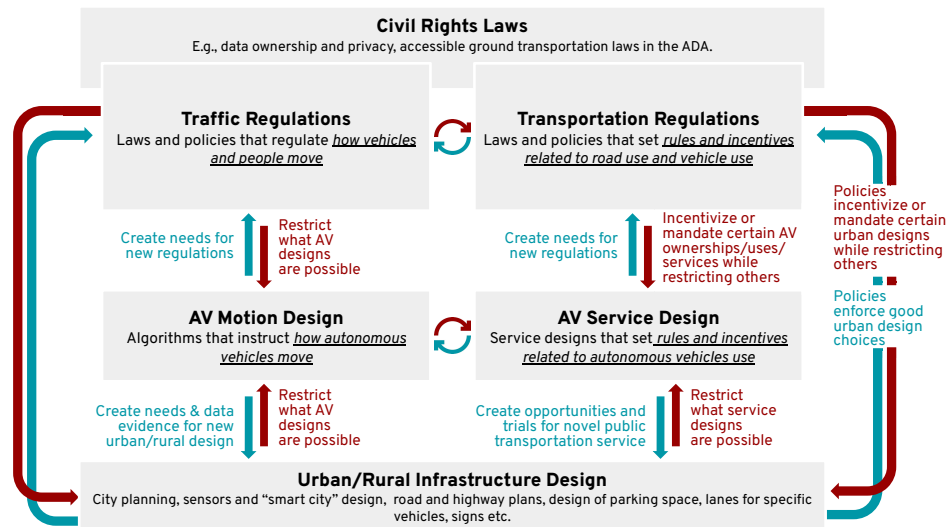 Civil Rights Laws
E.g., data ownership and privacy, accessible ground transportation laws in the ADA.
Traffic Regulations
Laws and policies that regulate how vehicles
and people move
Transportation Regulations
Laws and policies that set rules and incentives
related to road use and vehicle use
Create needs for
new regulations
Restrict
what AV
designs
are possible
Create needs for
new regulations
Incentivize or
mandate certain AV
ownerships/uses/
services while
restricting others
Policies
incentivize or
mandate certain
urban designs
while restricting
others
Policies
enforce good
urban design
choices
AV Motion Design
Algorithms that instruct how autonomous
vehicles move
AV Service Design
Service designs that set rules and incentives
related to autonomous vehicles use
Create needs & data
evidence for new
urban/rural design
Restrict
what AV
designs
are possible
Create opportunities and
trials for novel public
transportation service
Restrict
what service
designs
are possible
Urban/Rural Infrastructure Design
City planning, sensors and “smart city” design, road and highway plans, design of parking space, lanes for specific
vehicles, signs etc.